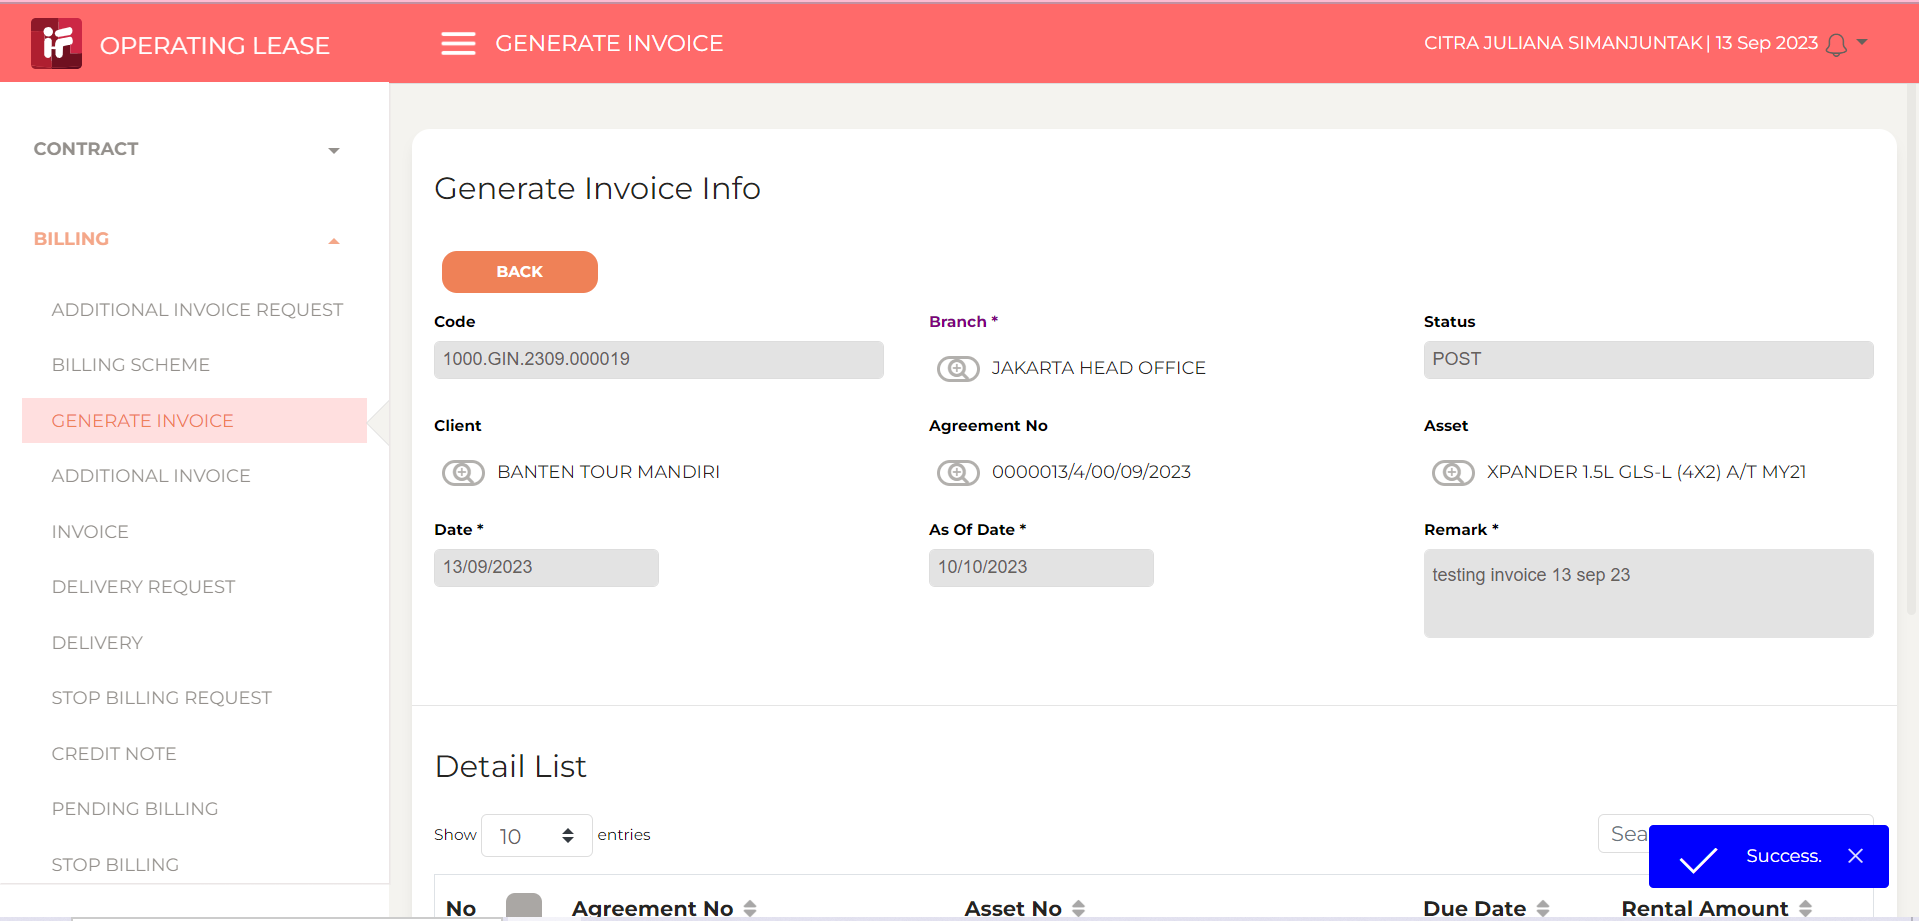 OPERATING LEASE
GENERATE INVOICE
CITRA JULIANA SIMANJUNTAK | 13 Sep 2023
CONTRACT
BILLING
ADDITIONAL INVOICE REQUEST
BILLING SCHEME
GENERATE INVOICE
ADDITIONAL INVOICE
INVOICE
DELIVERY REQUEST
DELIVERY
STOP BILLING REQUEST
CREDIT NOTE
PENDING BILLING
STOP BILLING
Generate Invoice Info
BACK
Code
1000.GIN.2309.000019
Branch *
JAKARTA HEAD OFFICE
Status
POST
Client
BANTEN TOUR MANDIRI
Agreement No
0000013/4/00/09/2023
Asset
XPANDER 1.5L GLS-L (4X2) A/T MY21
Date *
13/09/2023
As Of Date *
10/10/2023
Remark *
testing invoice 13 sep 23
Detail List
Show 10 entries
Sea
Success.
No
Agreement No
Asset No
Due Date
Rental Amount